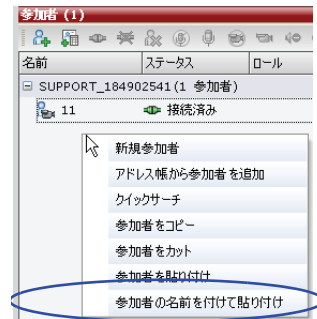 参加者 (1)
名前 ステータス ロール
SUPPORT_184902541 (1 参加者)
11 接続済み
新規参加者
アドレス帳から参加者を追加
クイックサーチ
参加者をコピー
参加者をカット
参加者を貼り付け
参加者の名前を付けて貼り付け